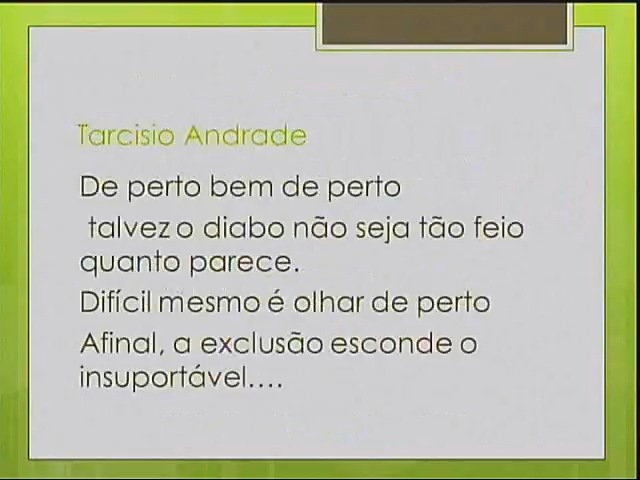 Tarcisio Andrade
De perto bem de perto
talvez o diabo não seja tão feio
quanto parece.
Difícil mesmo é olhar de perto
Afinal, a exclusão esconde o
insuportável....